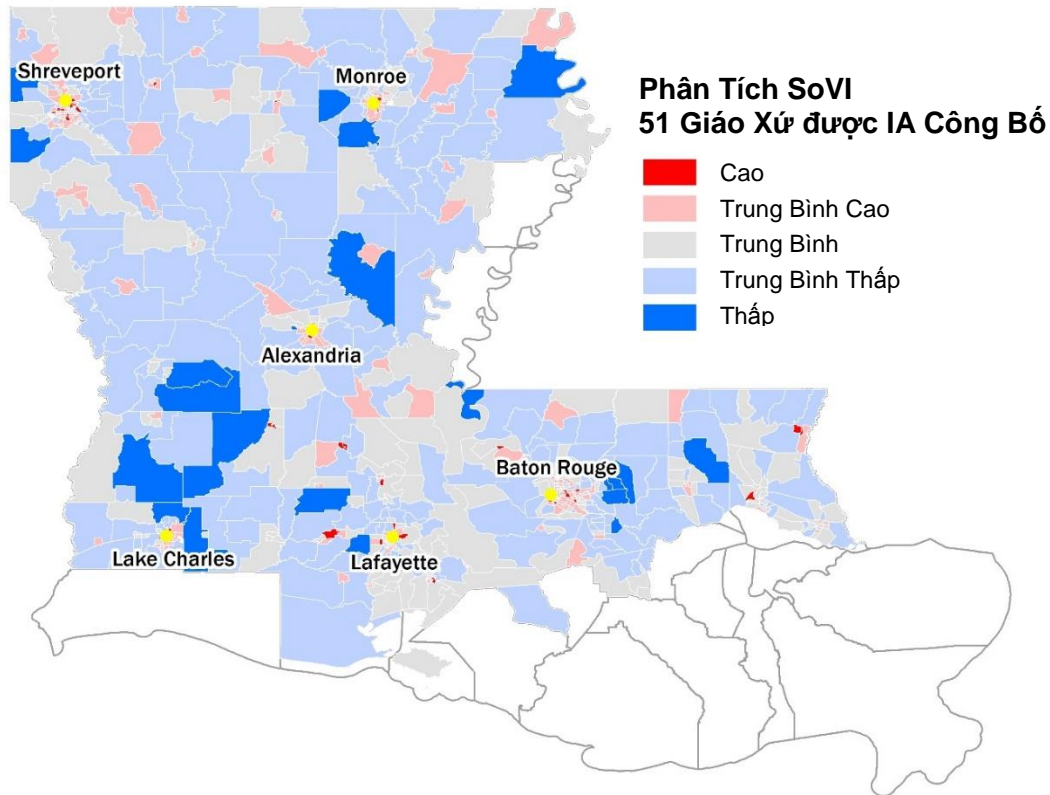 Shreveport
Monroe
Phân Tích SoVI
51 Giáo Xứ được IA Công Bố
Cao
Trung Bình Cao
Trung Bình
Trung Bình Thấp
Thấp
Alexandria
Baton Rouge
Lake Charles
Lafayette